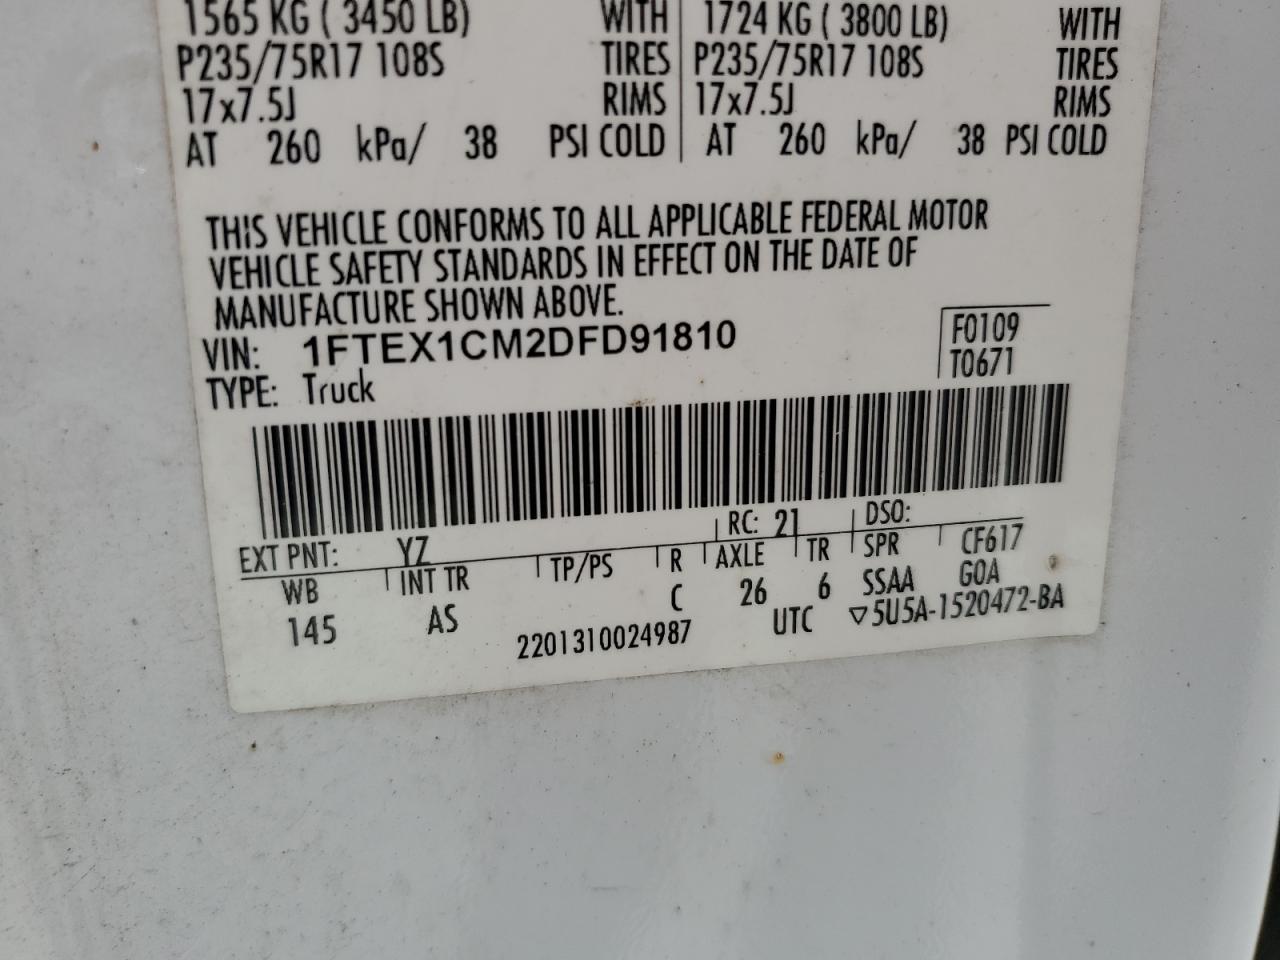 1565 KG ( 3450 LB) WITH 1724 KG ( 3800 LB) WITH
P235/75R17 108S TIRES P235/75R17 108S TIRES
17x7.5J RIMS 17x7.5J RIMS
AT 260 kPa/ 38 PSI COLD AT 260 kPa/ 38 PSI COLD
THIS VEHICLE CONFORMS TO ALL APPLICABLE FEDERAL MOTOR
VEHICLE SAFETY STANDARDS IN EFFECT ON THE DATE OF
MANUFACTURE SHOWN ABOVE.
VIN: 1FTEX1CM2DFD91810 F0109
TYPE: Truck T0671
EXT PNT: YZ RC: 21 DSO:
WB INT TR TP/PS R AXLE TR SPR CF617
145 AS C 26 6 SSAA GOA
2201310024987 UTC ▽5U5A-1520472-BA